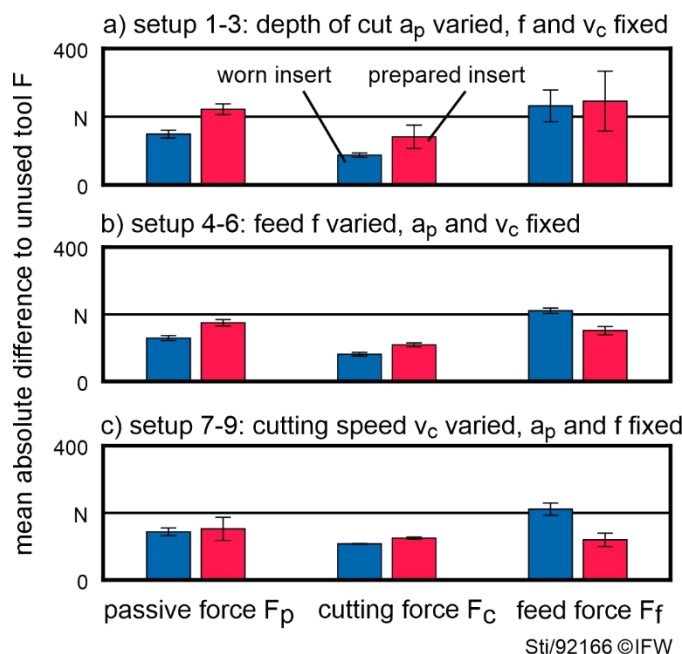 mean absolute difference to unused tool F
a) setup 1-3: depth of cut ap varied, f and vc fixed
400
worn insert
prepared insert
N
0
b) setup 4-6: feed f varied, ap and vc fixed
400
N
0
c) setup 7-9: cutting speed vc varied, ap and f fixed
400
N
0
passive force Fp
cutting force Fc
feed force Ff
Sti/92166 ©IFW